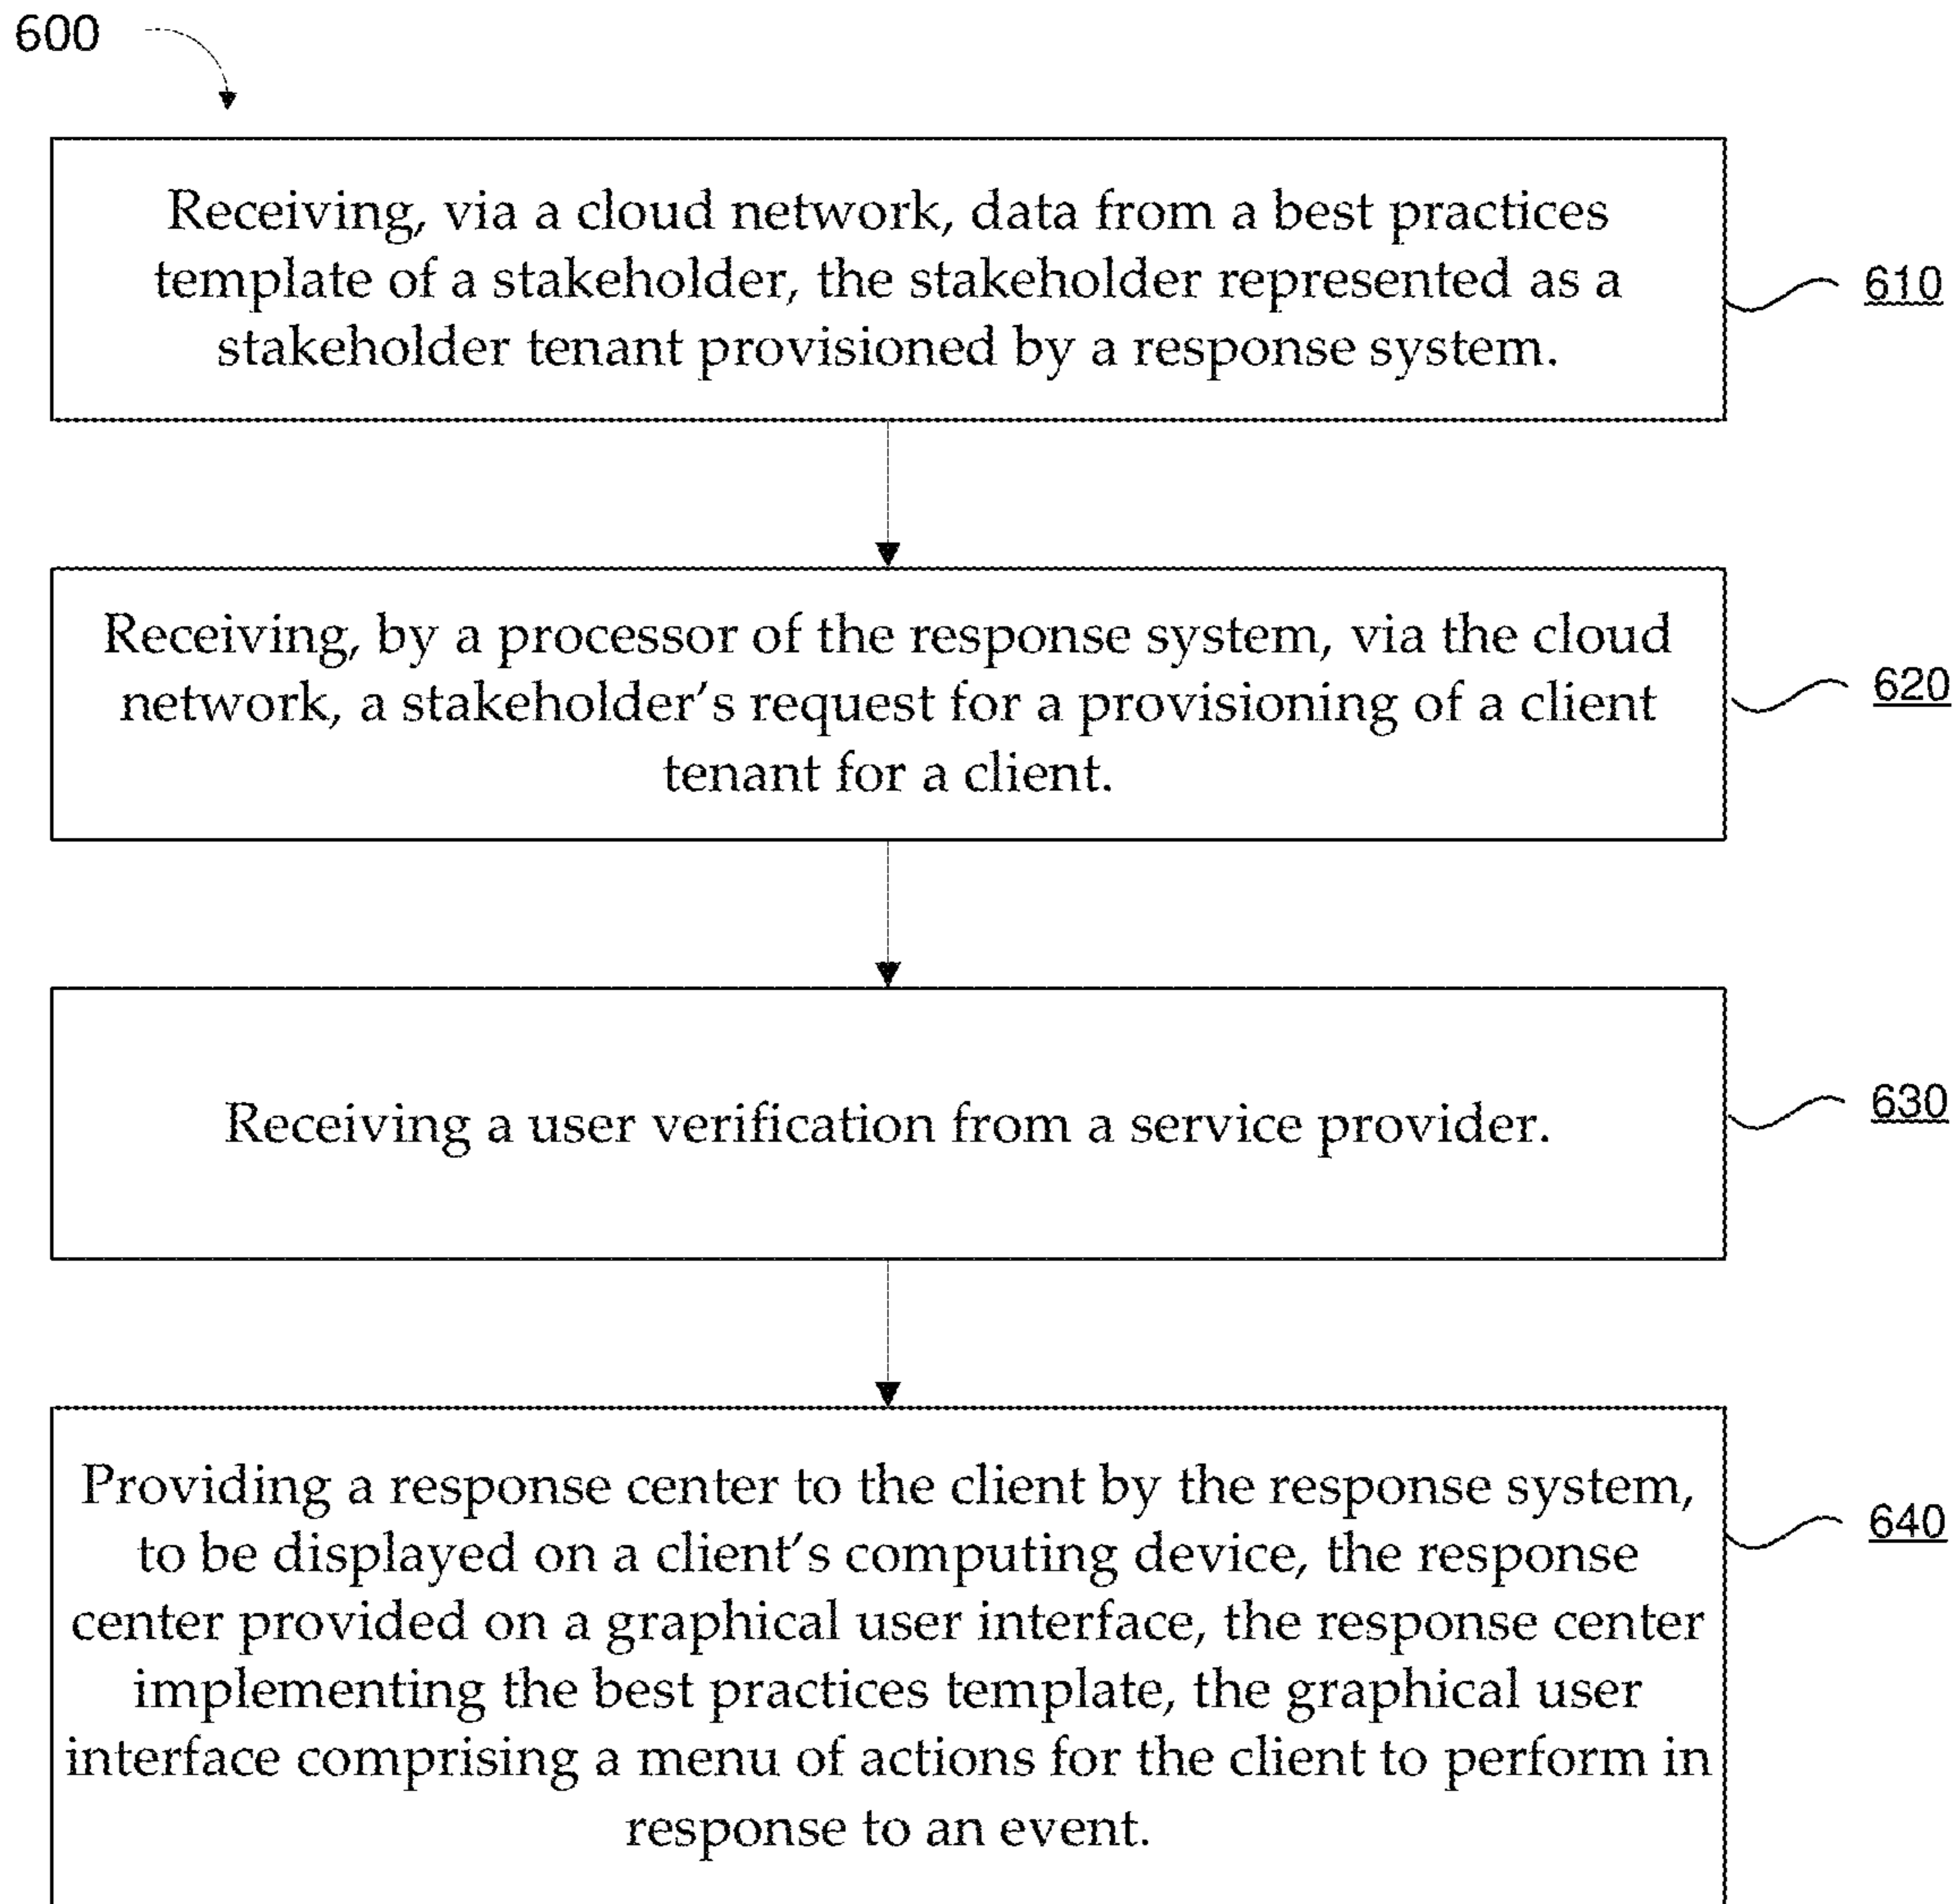 600
Receiving, via a cloud network, data from a best practices
template of a stakeholder, the stakeholder represented as a
stakeholder tenant provisioned by a response system.
610
Receiving, by a processor of the response system, via the cloud
network, a stakeholder's request for a provisioning of a client
tenant for a client.
620
Receiving a user verification from a service provider.
630
Providing a response center to the client by the response system,
to be displayed on a client's computing device, the response
center provided on a graphical user interface, the response center
implementing the best practices template, the graphical user
interface comprising a menu of actions for the client to perform in
response to an event.
640